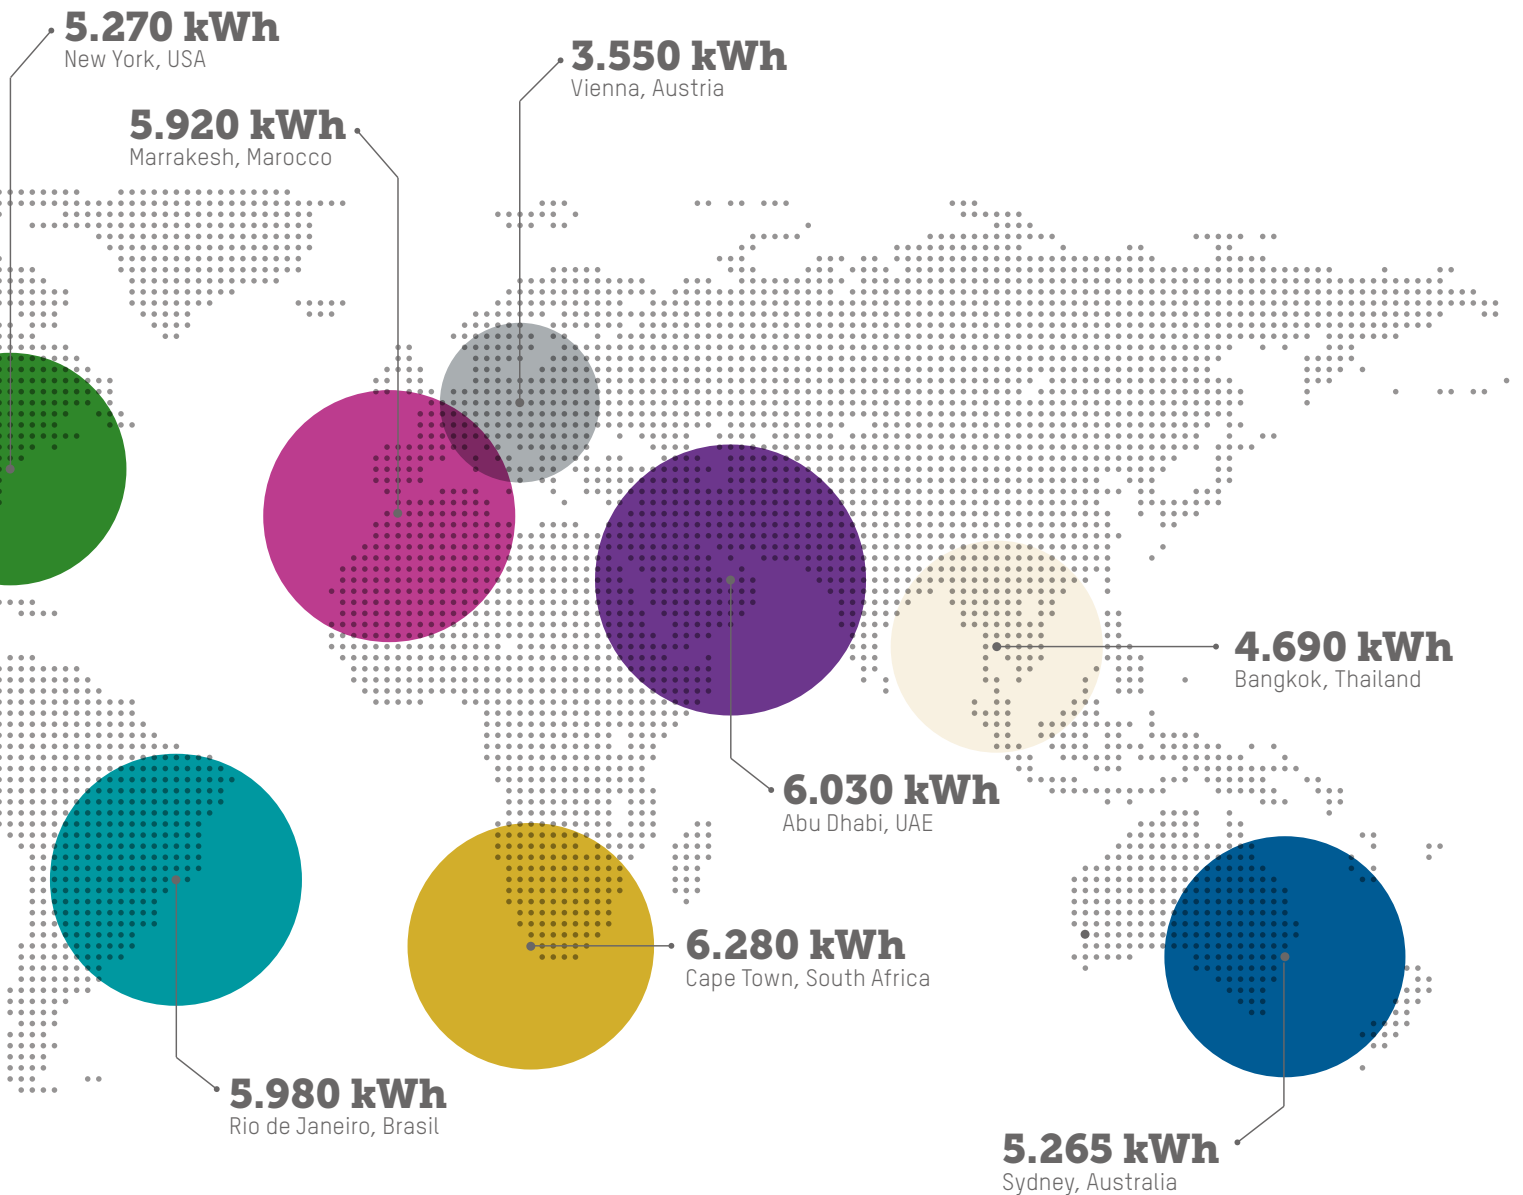 5.270 kWh
New York, USA
3.550 kWh
Vienna, Austria
5.920 kWh
Marrakesh, Marocco
4.690 kWh
Bangkok, Thailand
6.030 kWh
Abu Dhabi, UAE
6.280 kWh
Cape Town, South Africa
5.980 kWh
Rio de Janeiro, Brasil
5.265 kWh
Sydney, Australia